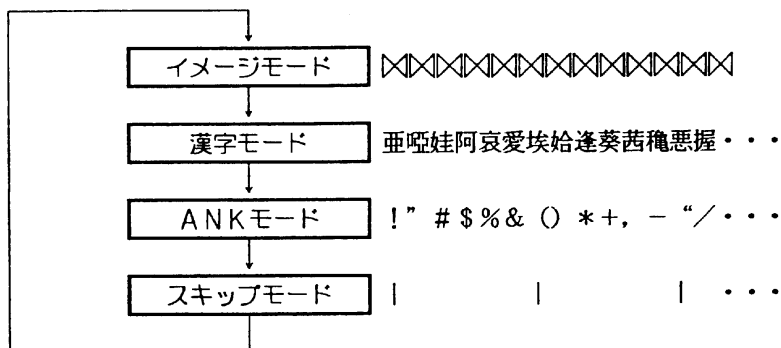 イメージモード
漢字モード 亜唖娃阿哀愛埃姶逢葵茜穐悪握・・・
ANKモード !”#$%&()*+,-“/・・・
スキップモード | | | ・・・